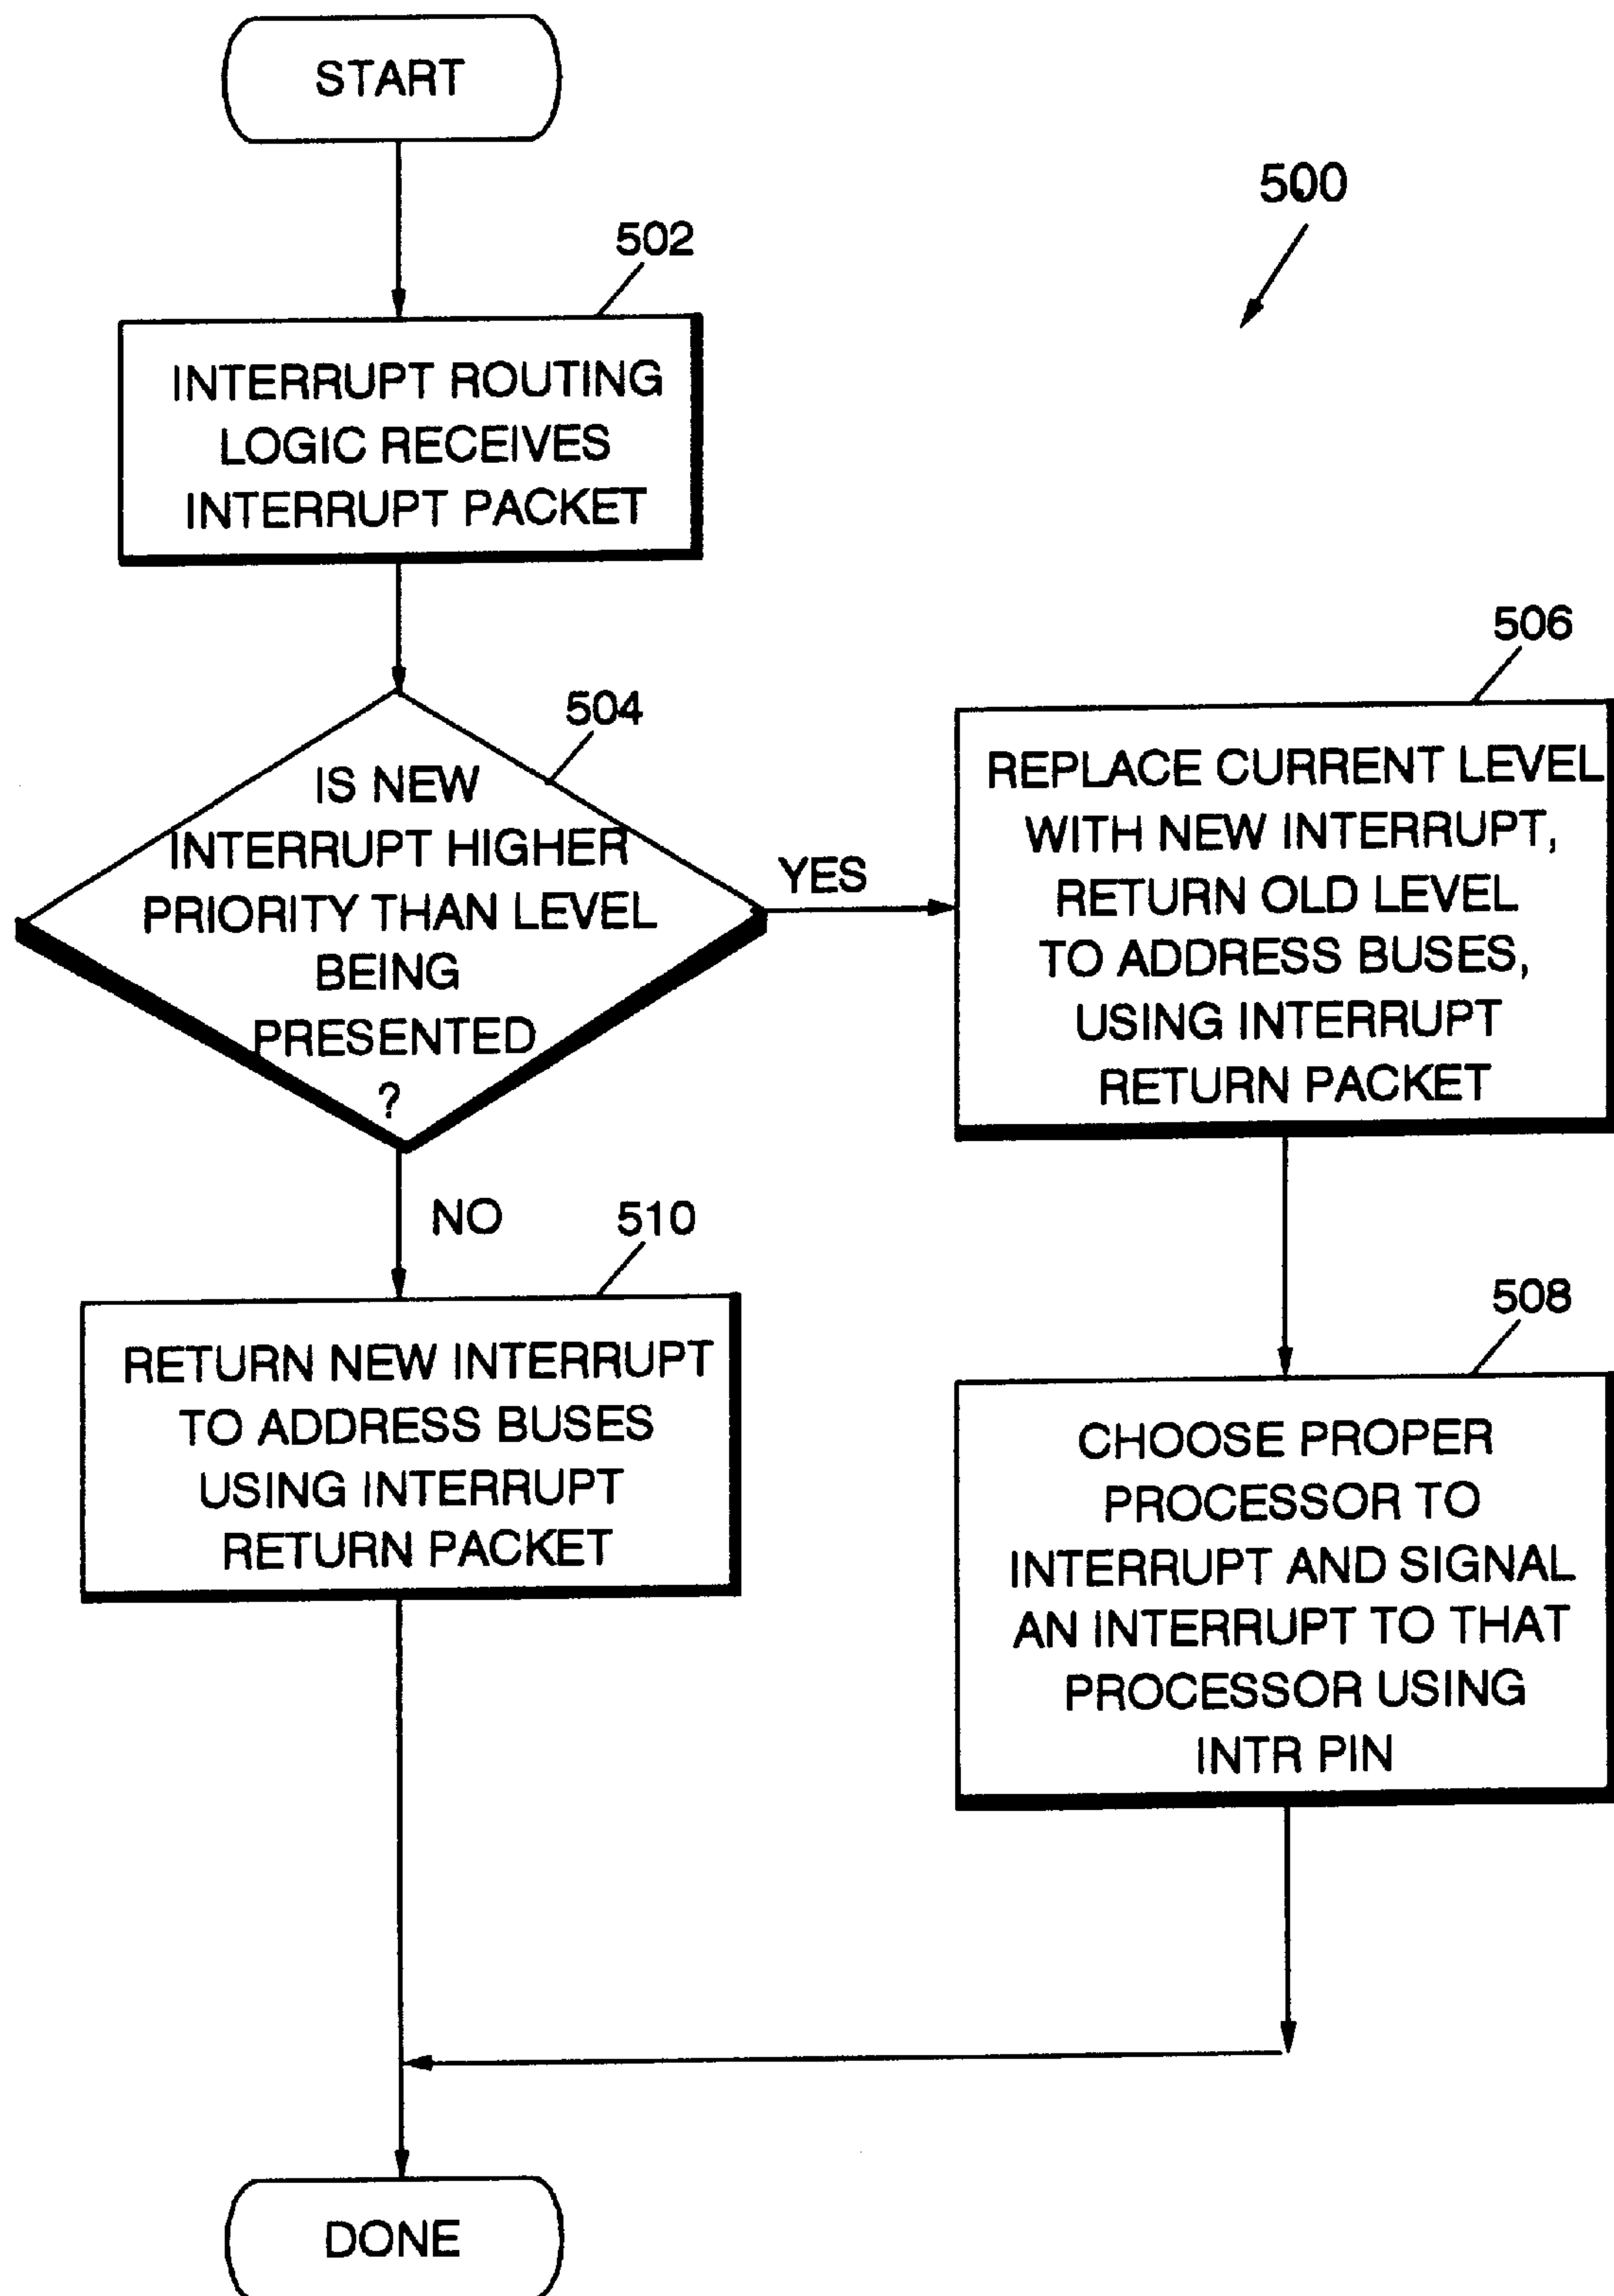 START
500
502
INTERRUPT ROUTING
LOGIC RECEIVES
INTERRUPT PACKET
504
IS NEW
INTERRUPT HIGHER
PRIORITY THAN LEVEL
BEING
PRESENTED
?
YES
506
REPLACE CURRENT LEVEL
WITH NEW INTERRUPT,
RETURN OLD LEVEL
TO ADDRESS BUSES,
USING INTERRUPT
RETURN PACKET
NO
510
RETURN NEW INTERRUPT
TO ADDRESS BUSES
USING INTERRUPT
RETURN PACKET
508
CHOOSE PROPER
PROCESSOR TO
INTERRUPT AND SIGNAL
AN INTERRUPT TO THAT
PROCESSOR USING
INTR PIN
DONE